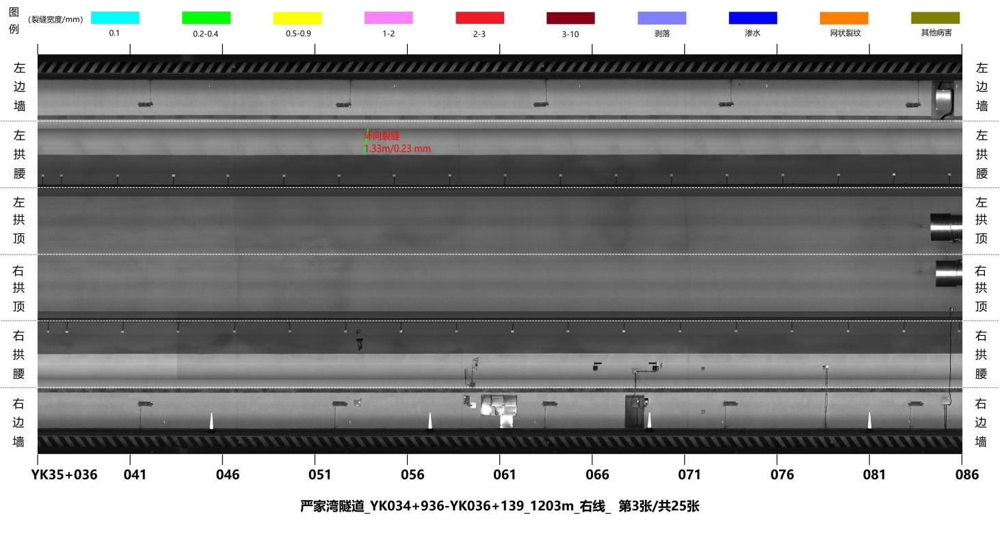 图例
(裂缝宽度/mm)
0.1
0.2-0.4
0.5-0.9
1-2
2-3
3-10
剥落
渗水
网状裂纹
其他病害
左边墙
左边墙
左拱腰
环向裂缝
1.33m/0.23 mm
左拱腰
左拱顶
左拱顶
右拱顶
右拱顶
右拱腰
右拱腰
右边墙
右边墙
YK35+036
041
046
051
056
061
066
071
076
081
086
严家湾隧道_YK034+936-YK036+139_1203m_右线_ 第3张/共25张